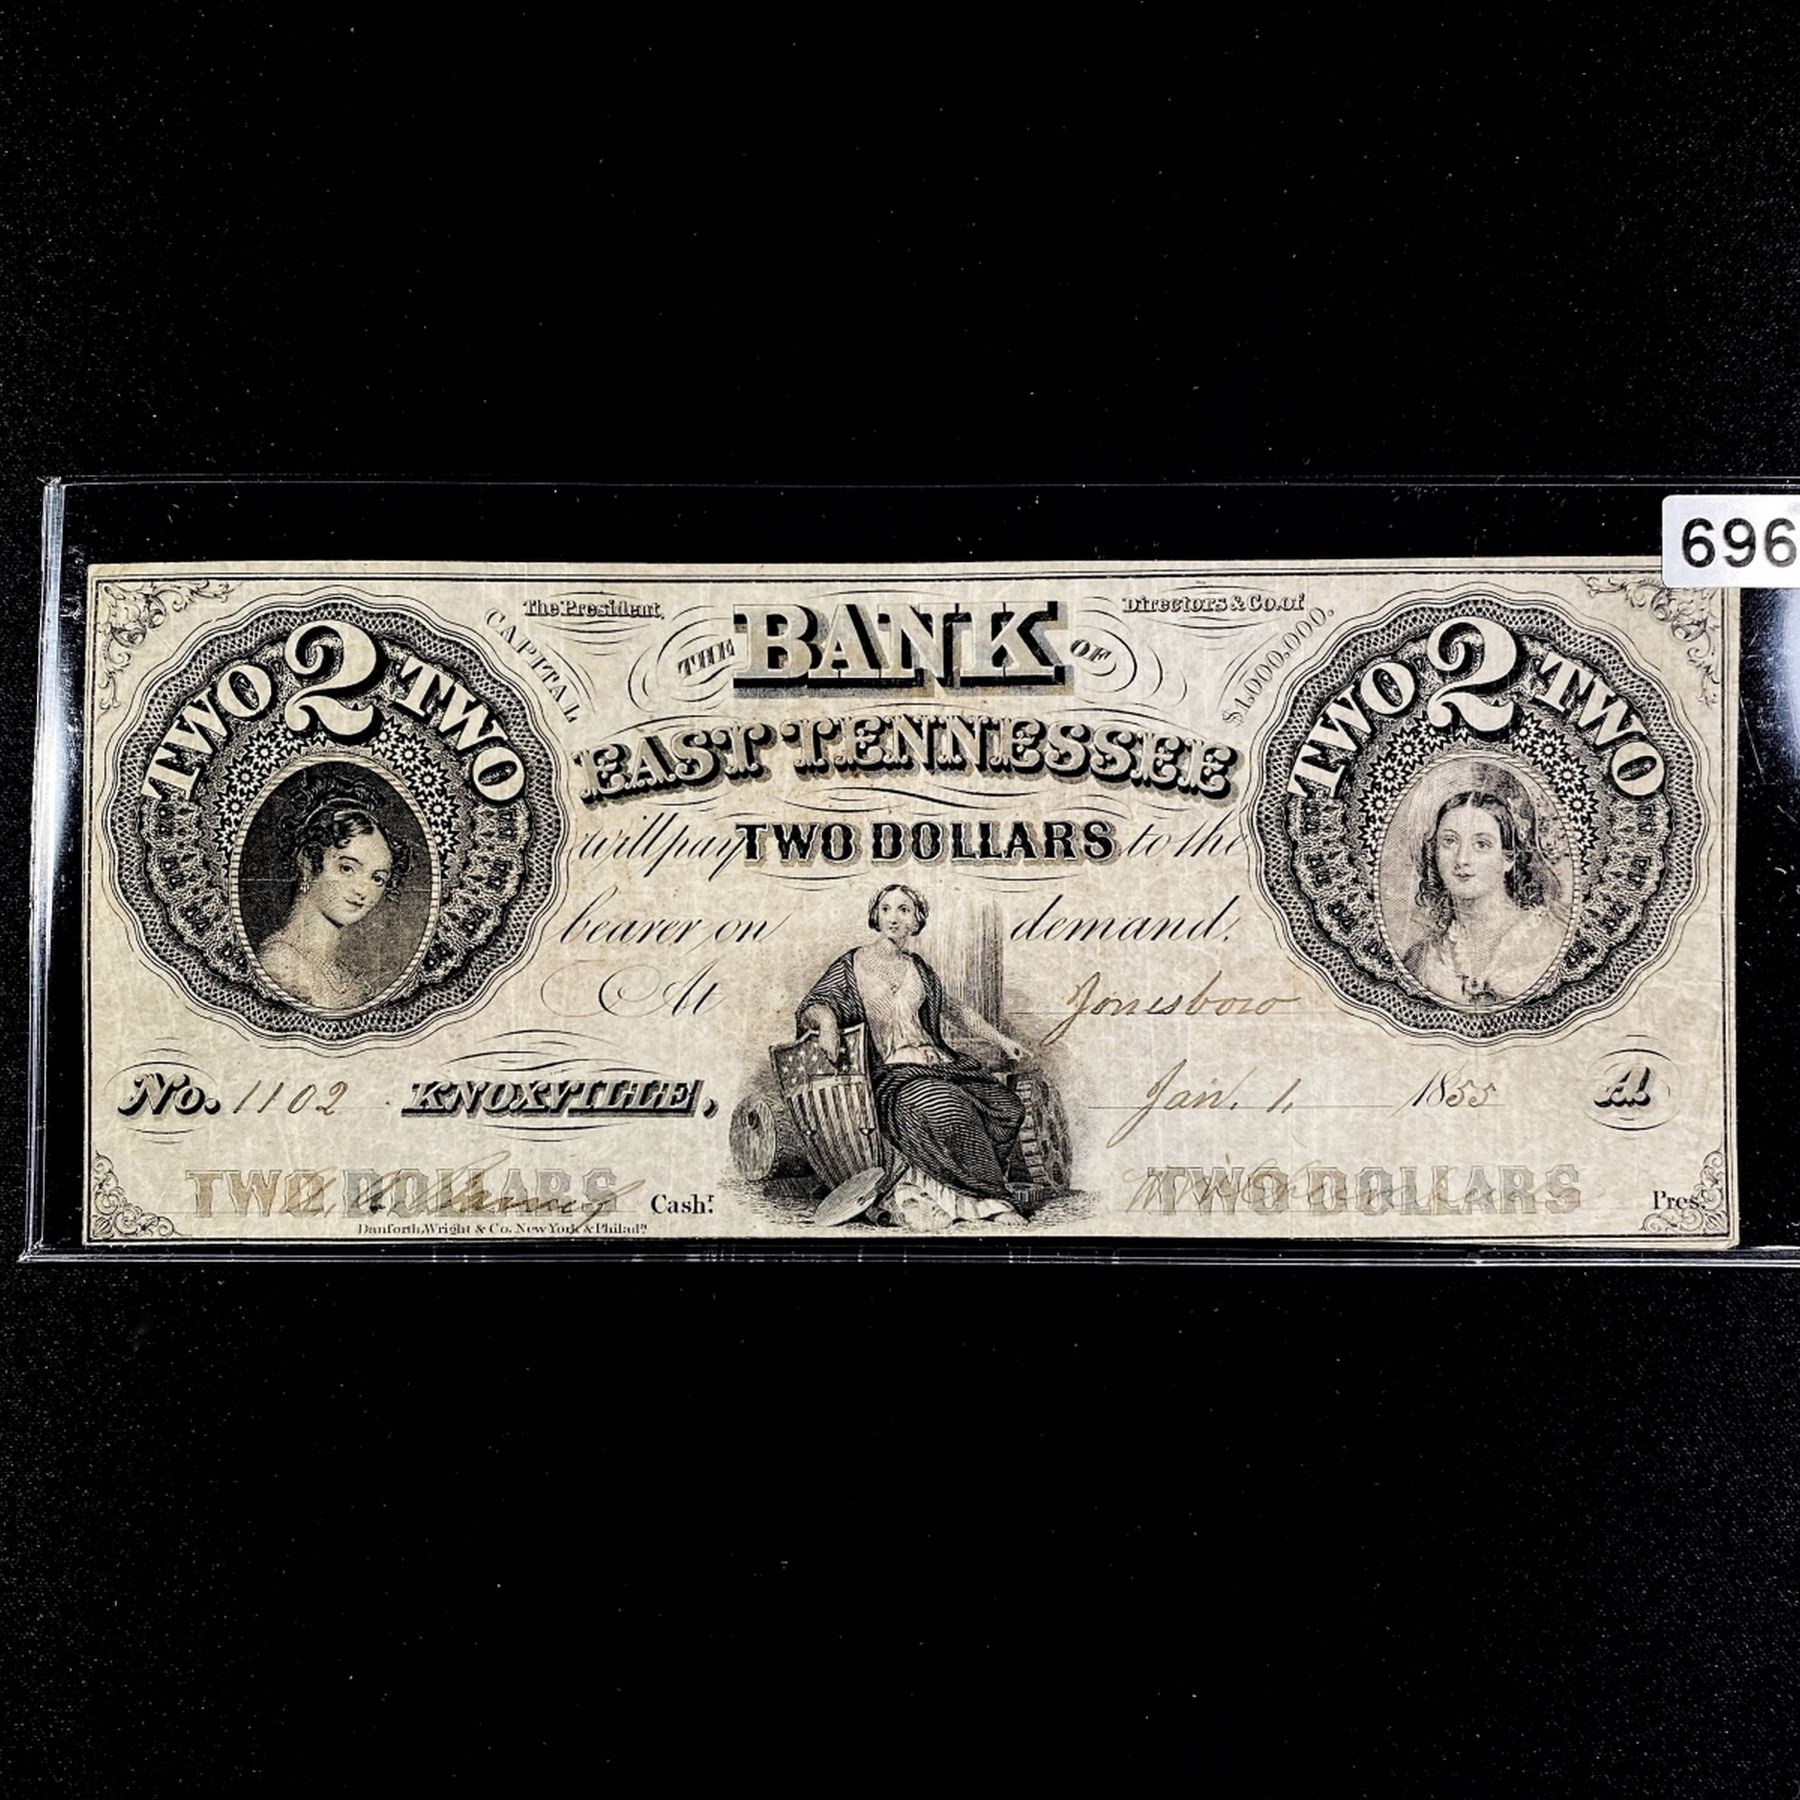 696
The President, Directors & Co. of
CAPITAL $1,000,000.
THE BANK OF
EAST TENNESSEE
TWO 2 TWO
TWO 2 TWO
will pay TWO DOLLARS to the
bearer on demand.
At Jonesboro
No. 1102 KNOXVILLE, Jan. 1, 1855 A
TWO DOLLARS Cashr. TWO DOLLARS Pres.
Danforth, Wright & Co. New York & Philada